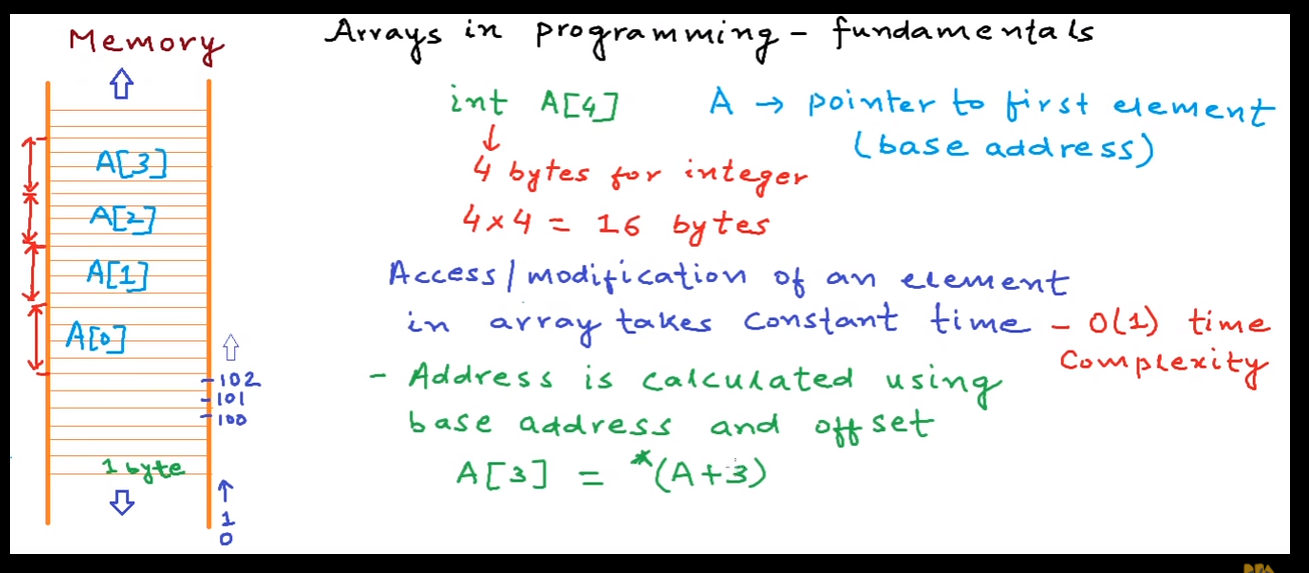 Memory
Arrays in programming - fundamentals
int A[4]
A → pointer to first element
(base address)
↓
4 bytes for integer
4 x 4 = 16 bytes
Access/modification of an element
in array takes constant time - O(1) time
complexity
- Address is calculated using
base address and offset
A[3] = *(A+3)
A[3]
A[2]
A[1]
A[0]
102
101
100
1 byte
1
0